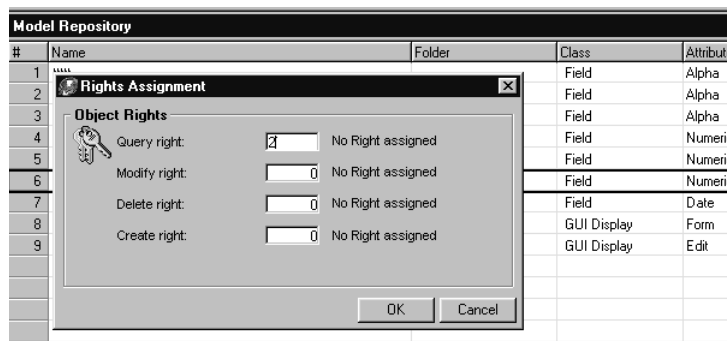 Model Repository
# Name Folder Class Attribut
1 Field Alpha
Rights Assignment
2 Field Alpha
Object Rights
3 Field Alpha
Query right: 2 No Right assigned
4 Field Numeri
5 Field Numeri
Modify right: 0 No Right assigned
6 Field Numeri
Delete right: 0 No Right assigned
7 Field Date
8 GUI Display Form
Create right: 0 No Right assigned
9 GUI Display Edit
OK Cancel